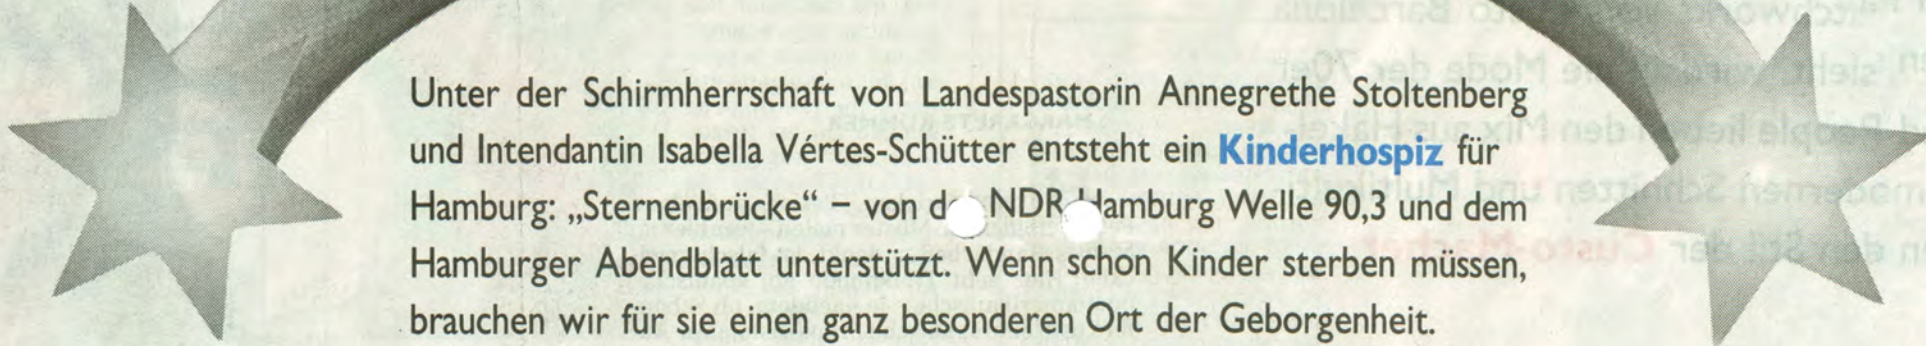 Unter der Schirmherrschaft von Landespastorin Annegrethe Stoltenberg
und Intendantin Isabella Vértes-Schütter entsteht ein Kinderhospiz für
Hamburg: „Sternenbrücke“ – von der NDR Hamburg Welle 90,3 und dem
Hamburger Abendblatt unterstützt. Wenn schon Kinder sterben müssen,
brauchen wir für sie einen ganz besonderen Ort der Geborgenheit.